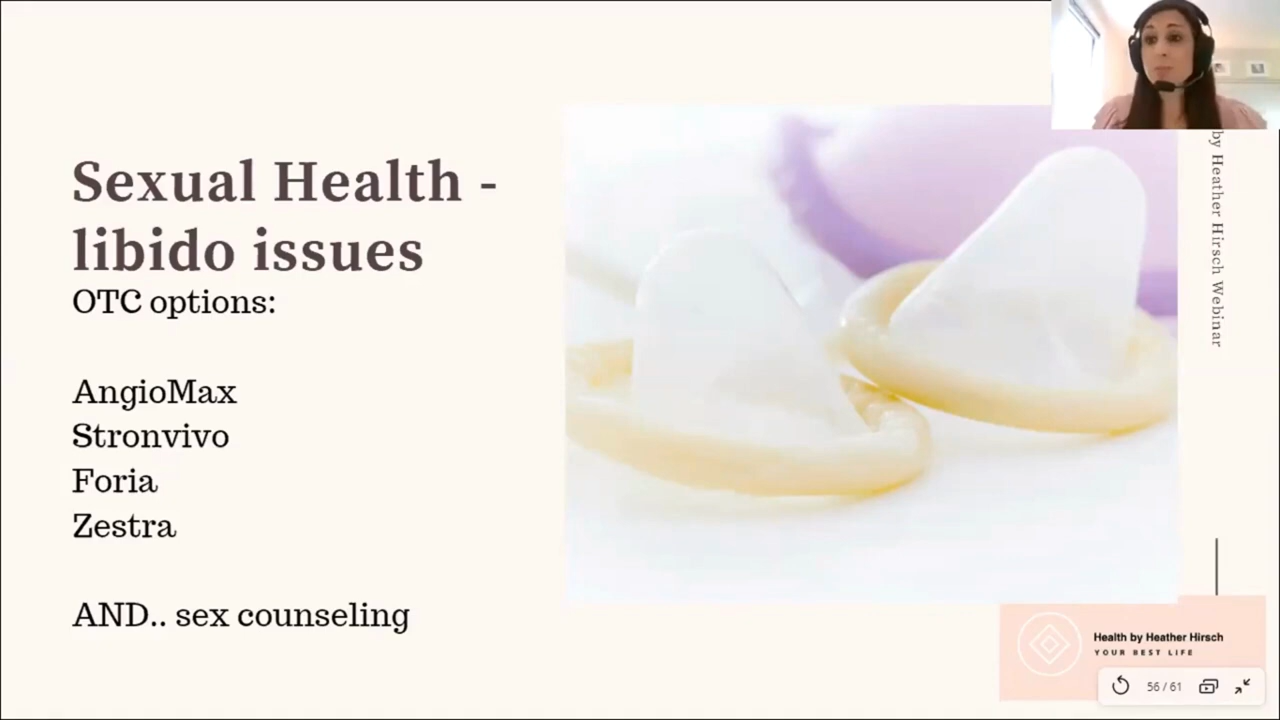 Sexual Health -
libido issues
OTC options:
AngioMax
Stronvivo
Foria
Zestra
AND.. sex counseling
by Heather Hirsch Webinar
Health by Heather Hirsch
YOUR BEST LIFE
56 / 61